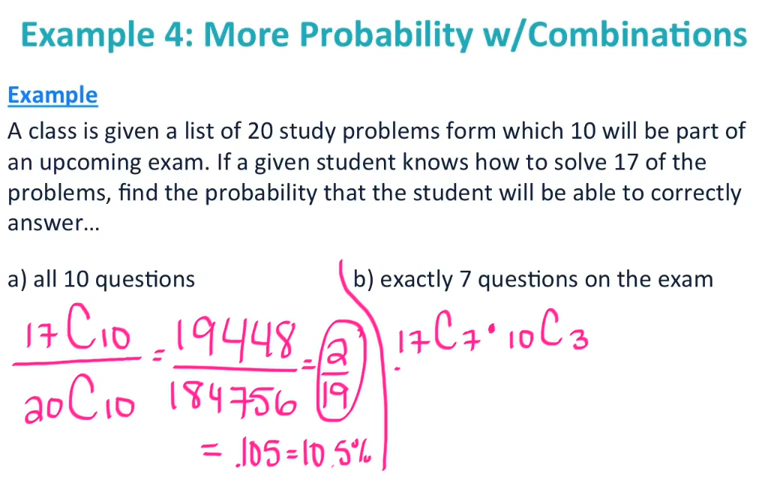 Example 4: More Probability w/Combinations
Example
A class is given a list of 20 study problems form which 10 will be part of
an upcoming exam. If a given student knows how to solve 17 of the
problems, find the probability that the student will be able to correctly
answer...
a) all 10 questions
b) exactly 7 questions on the exam
17C10
20C10
= 19448
184756
= 2
19
= .105 = 10.5%
17C7 · 10C3